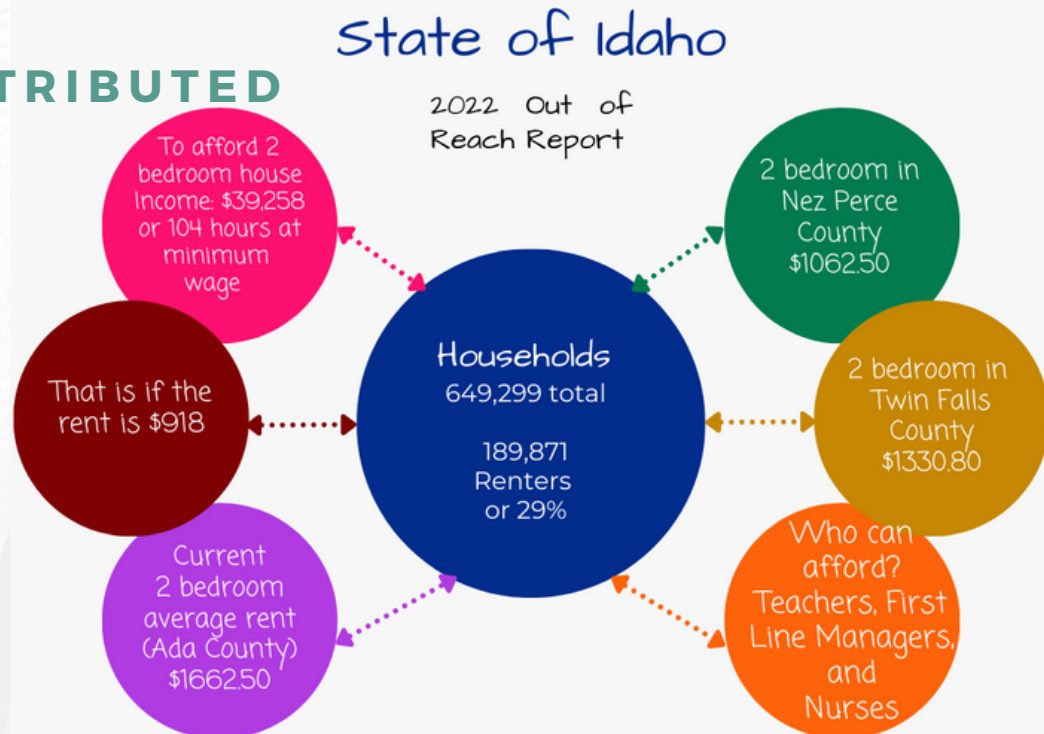 State of Idaho
TRIBUTED
2022 Out of
Reach Report
To afford 2
bedroom house
Income: $39,258
or 104 hours at
minimum
wage
2 bedroom in
Nez Perce
County
$1062.50
That is if the
rent is $918
Households
649,299 total
189,871
Renters
or 29%
2 bedroom in
Twin Falls
County
$1330.80
Current
2 bedroom
average rent
(Ada County)
$1662.50
Who can
afford?
Teachers, First
Line Managers,
and
Nurses